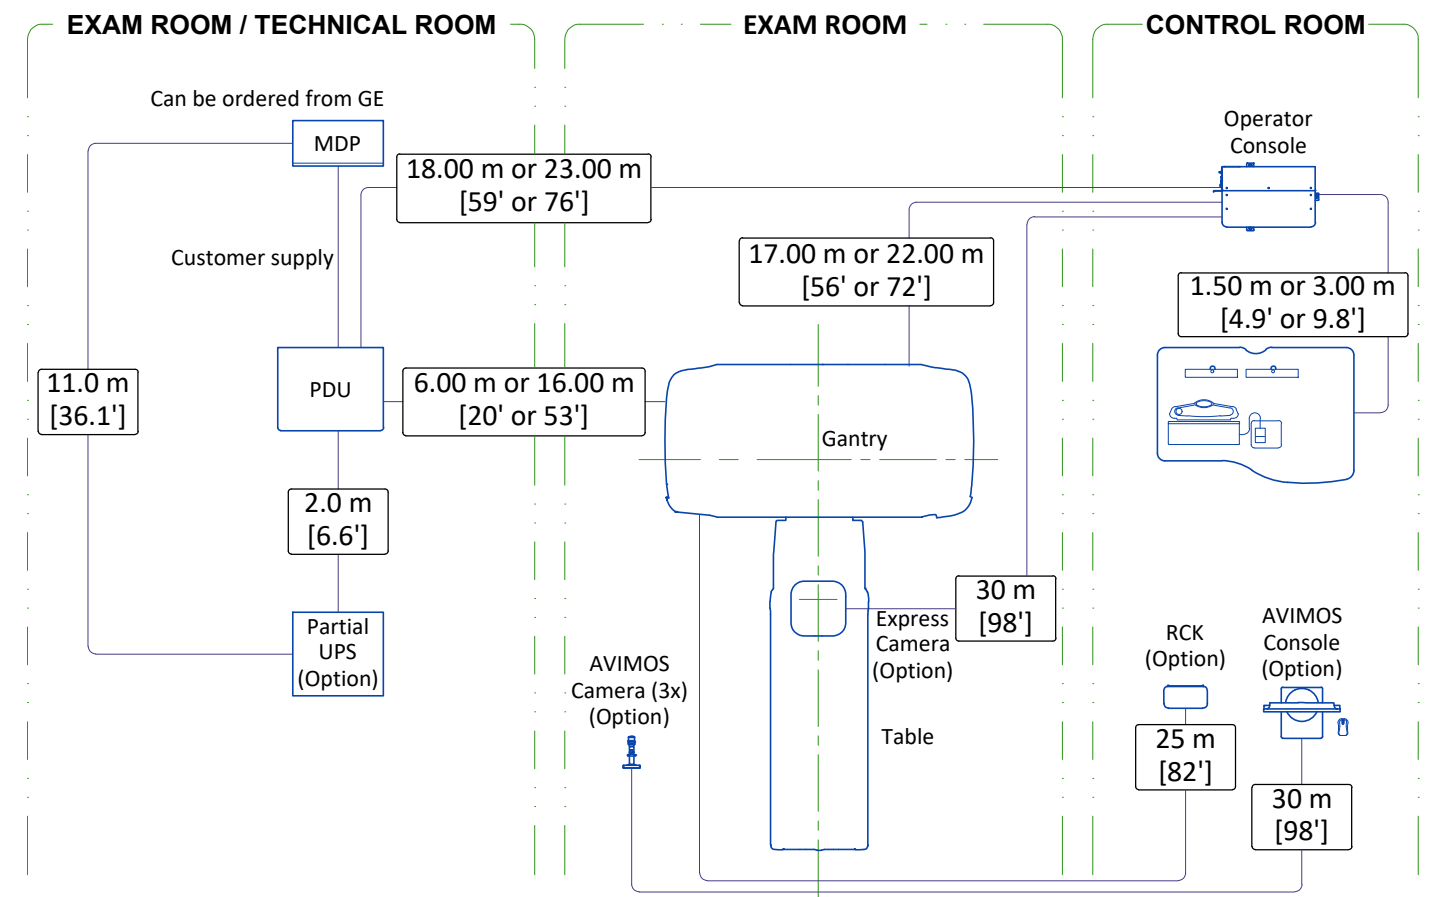 EXAM ROOM / TECHNICAL ROOM
EXAM ROOM
CONTROL ROOM
Can be ordered from GE
MDP
Operator
Console
18.00 m or 23.00 m
[59' or 76']
Customer supply
17.00 m or 22.00 m
[56' or 72']
1.50 m or 3.00 m
[4.9' or 9.8']
11.0 m
[36.1']
PDU
6.00 m or 16.00 m
[20' or 53']
Gantry
2.0 m
[6.6']
30 m
[98']
Express
Camera
(Option)
Partial
UPS
(Option)
AVIMOS
Camera (3x)
(Option)
RCK
(Option)
AVIMOS
Console
(Option)
Table
25 m
[82']
30 m
[98']